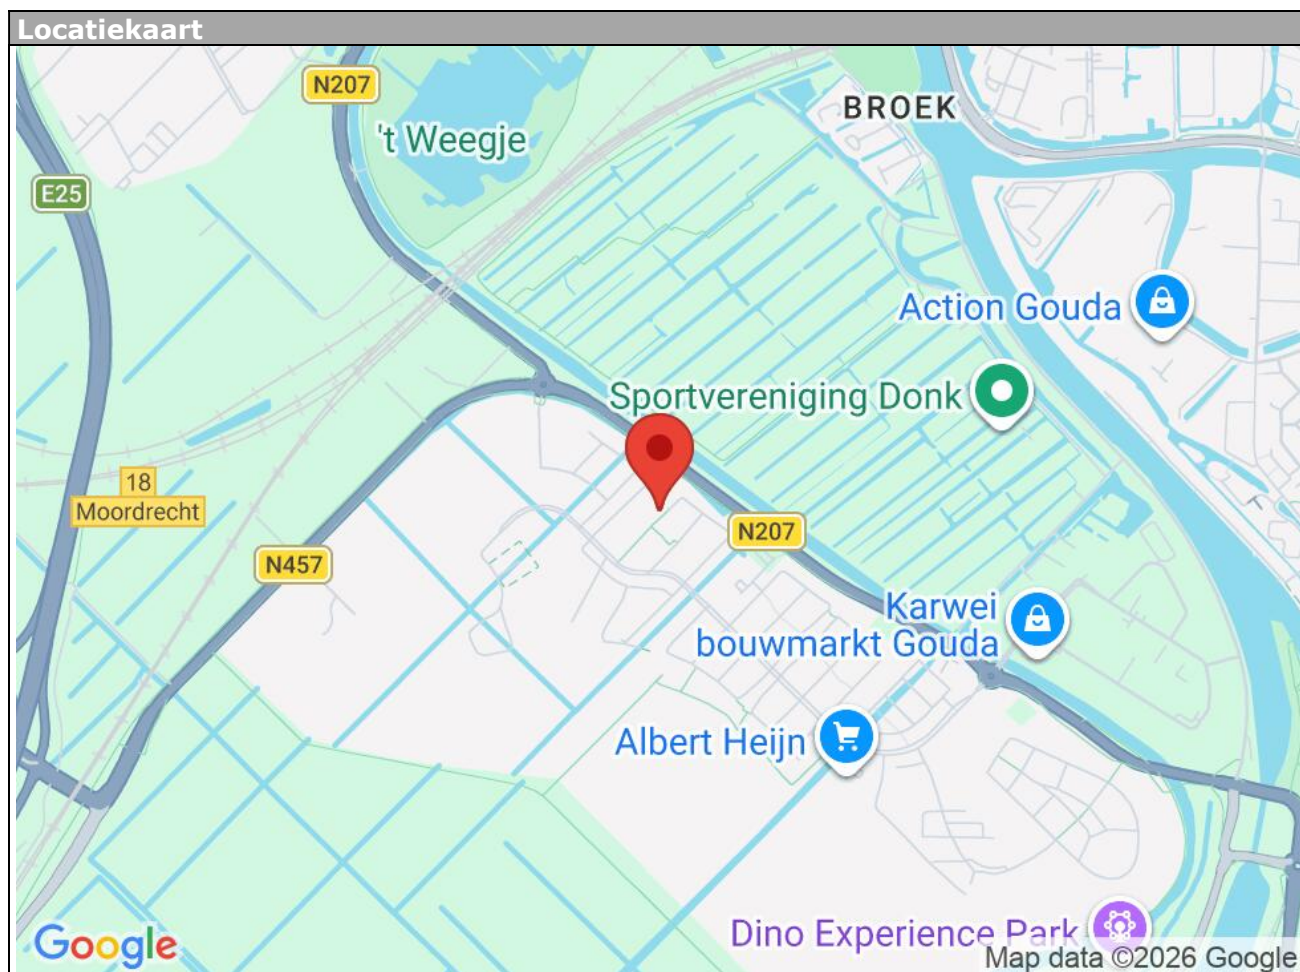 Locatiekaart
N207
't Weegje
BROEK
E25
Action Gouda
Sportvereniging Donk
18
Moordrecht
N207
N457
Karwei
bouwmarkt Gouda
Albert Heijn
Dino Experience Park
Google
Map data ©2026 Google